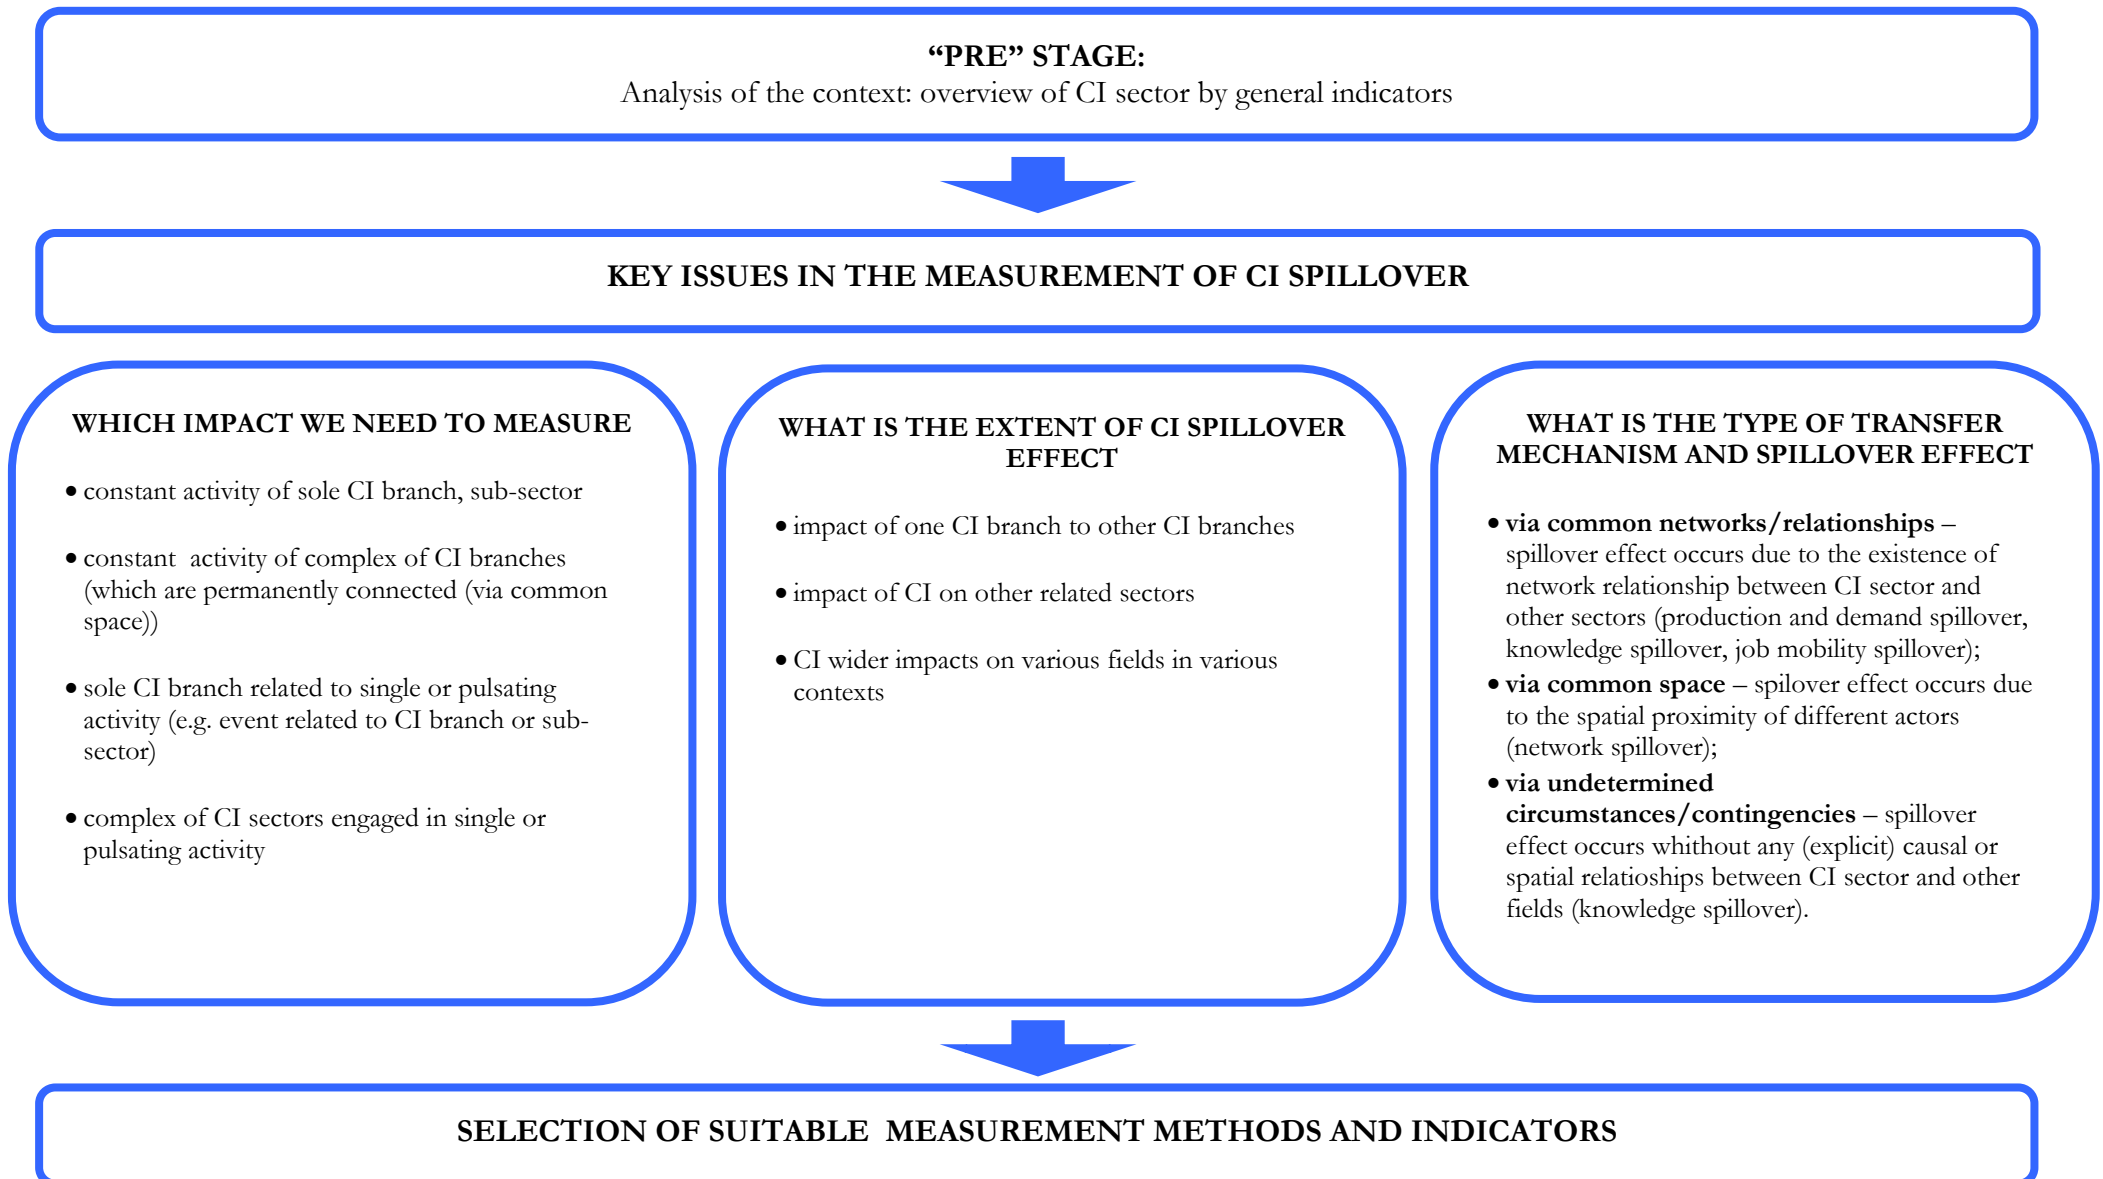 “PRE” STAGE:
Analysis of the context: overview of CI sector by general indicators
KEY ISSUES IN THE MEASUREMENT OF CI SPILLOVER
WHICH IMPACT WE NEED TO MEASURE
• constant activity of sole CI branch, sub-sector
• constant  activity of complex of CI branches
(which are permanently connected (via common
space))
• sole CI branch related to single or pulsating
activity (e.g. event related to CI branch or sub-
sector)
• complex of CI sectors engaged in single or
pulsating activity
WHAT IS THE EXTENT OF CI SPILLOVER
EFFECT
• impact of one CI branch to other CI branches
• impact of CI on other related sectors
• CI wider impacts on various fields in various
contexts
WHAT IS THE TYPE OF TRANSFER
MECHANISM AND SPILLOVER EFFECT
• via common networks/relationships –
spillover effect occurs due to the existence of
network relationship between CI sector and
other sectors (production and demand spillover,
knowledge spillover, job mobility spillover);
• via common space – spilover effect occurs due
to the spatial proximity of different actors
(network spillover);
• via undetermined
circumstances/contingencies – spillover
effect occurs whithout any (explicit) causal or
spatial relatioships between CI sector and other
fields (knowledge spillover).
SELECTION OF SUITABLE  MEASUREMENT METHODS AND INDICATORS